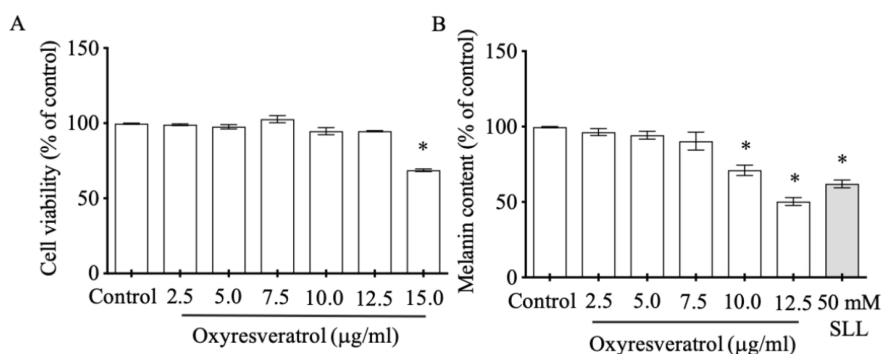 A
Cell viability (% of control)
150
100
50
0
*
Control 2.5 5.0 7.5 10.0 12.5 15.0
Oxyresveratrol (μg/ml)
B
Melanin content (% of control)
150
100
50
0
* * *
Control 2.5 5.0 7.5 10.0 12.5 50 mM
SLL
Oxyresveratrol (μg/ml)